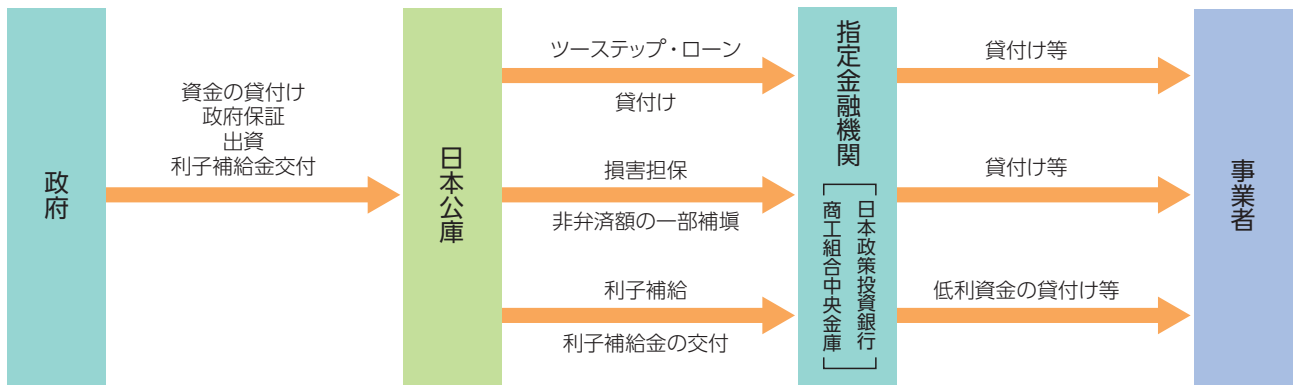 政府
資金の貸付け
政府保証
出資
利子補給金交付
日本公庫
ツーステップ・ローン
貸付け
損害担保
非弁済額の一部補塡
利子補給
利子補給金の交付
指定金融機関
日本政策投資銀行
商工組合中央金庫
貸付け等
貸付け等
低利資金の貸付け等
事業者